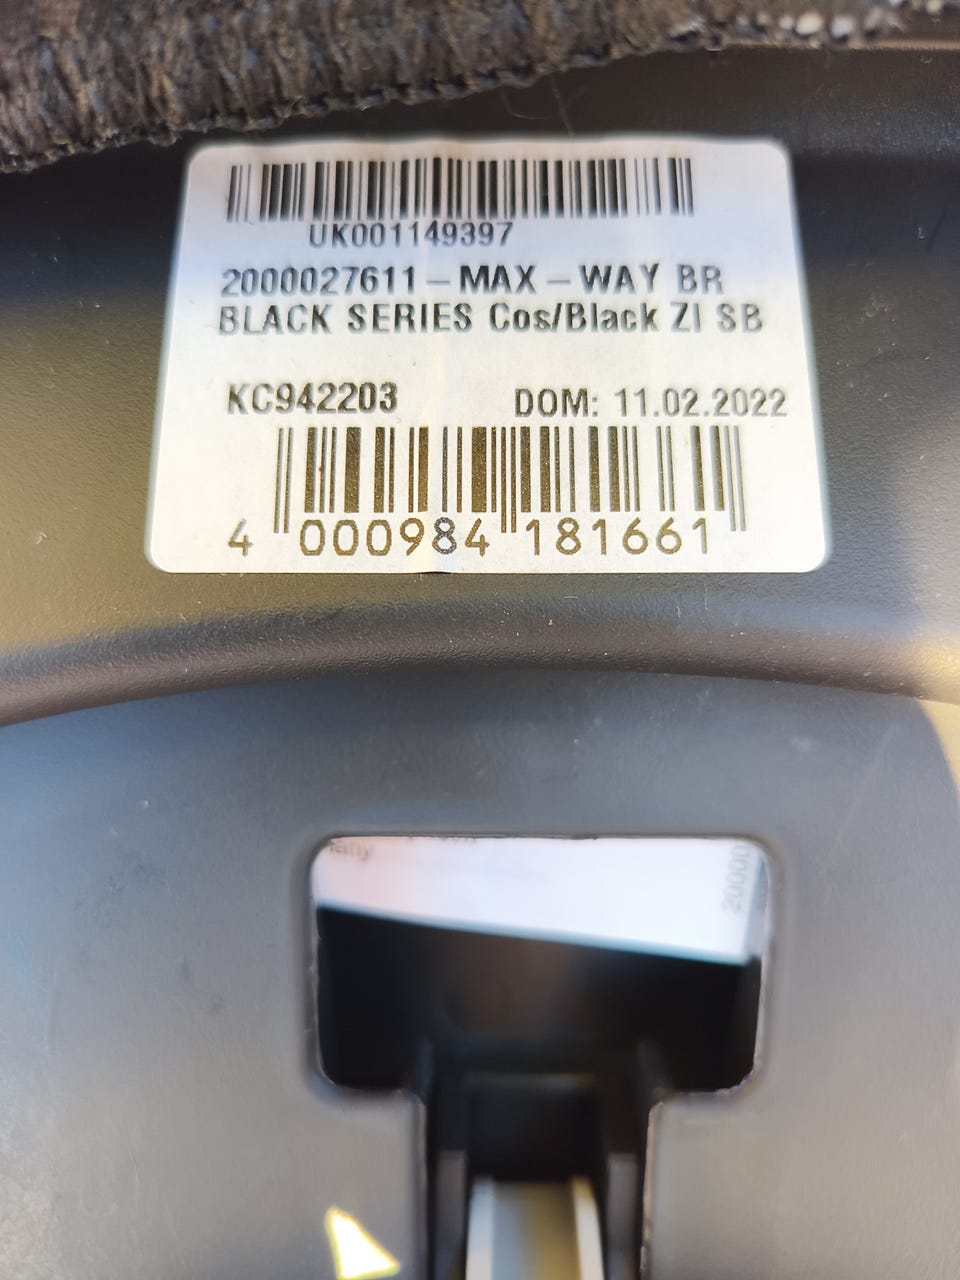 UK001149397
2000027611 – MAX – WAY BR
BLACK SERIES Cos/Black ZI SB
KC942203 DOM: 11.02.2022
4 000984 181661
20000